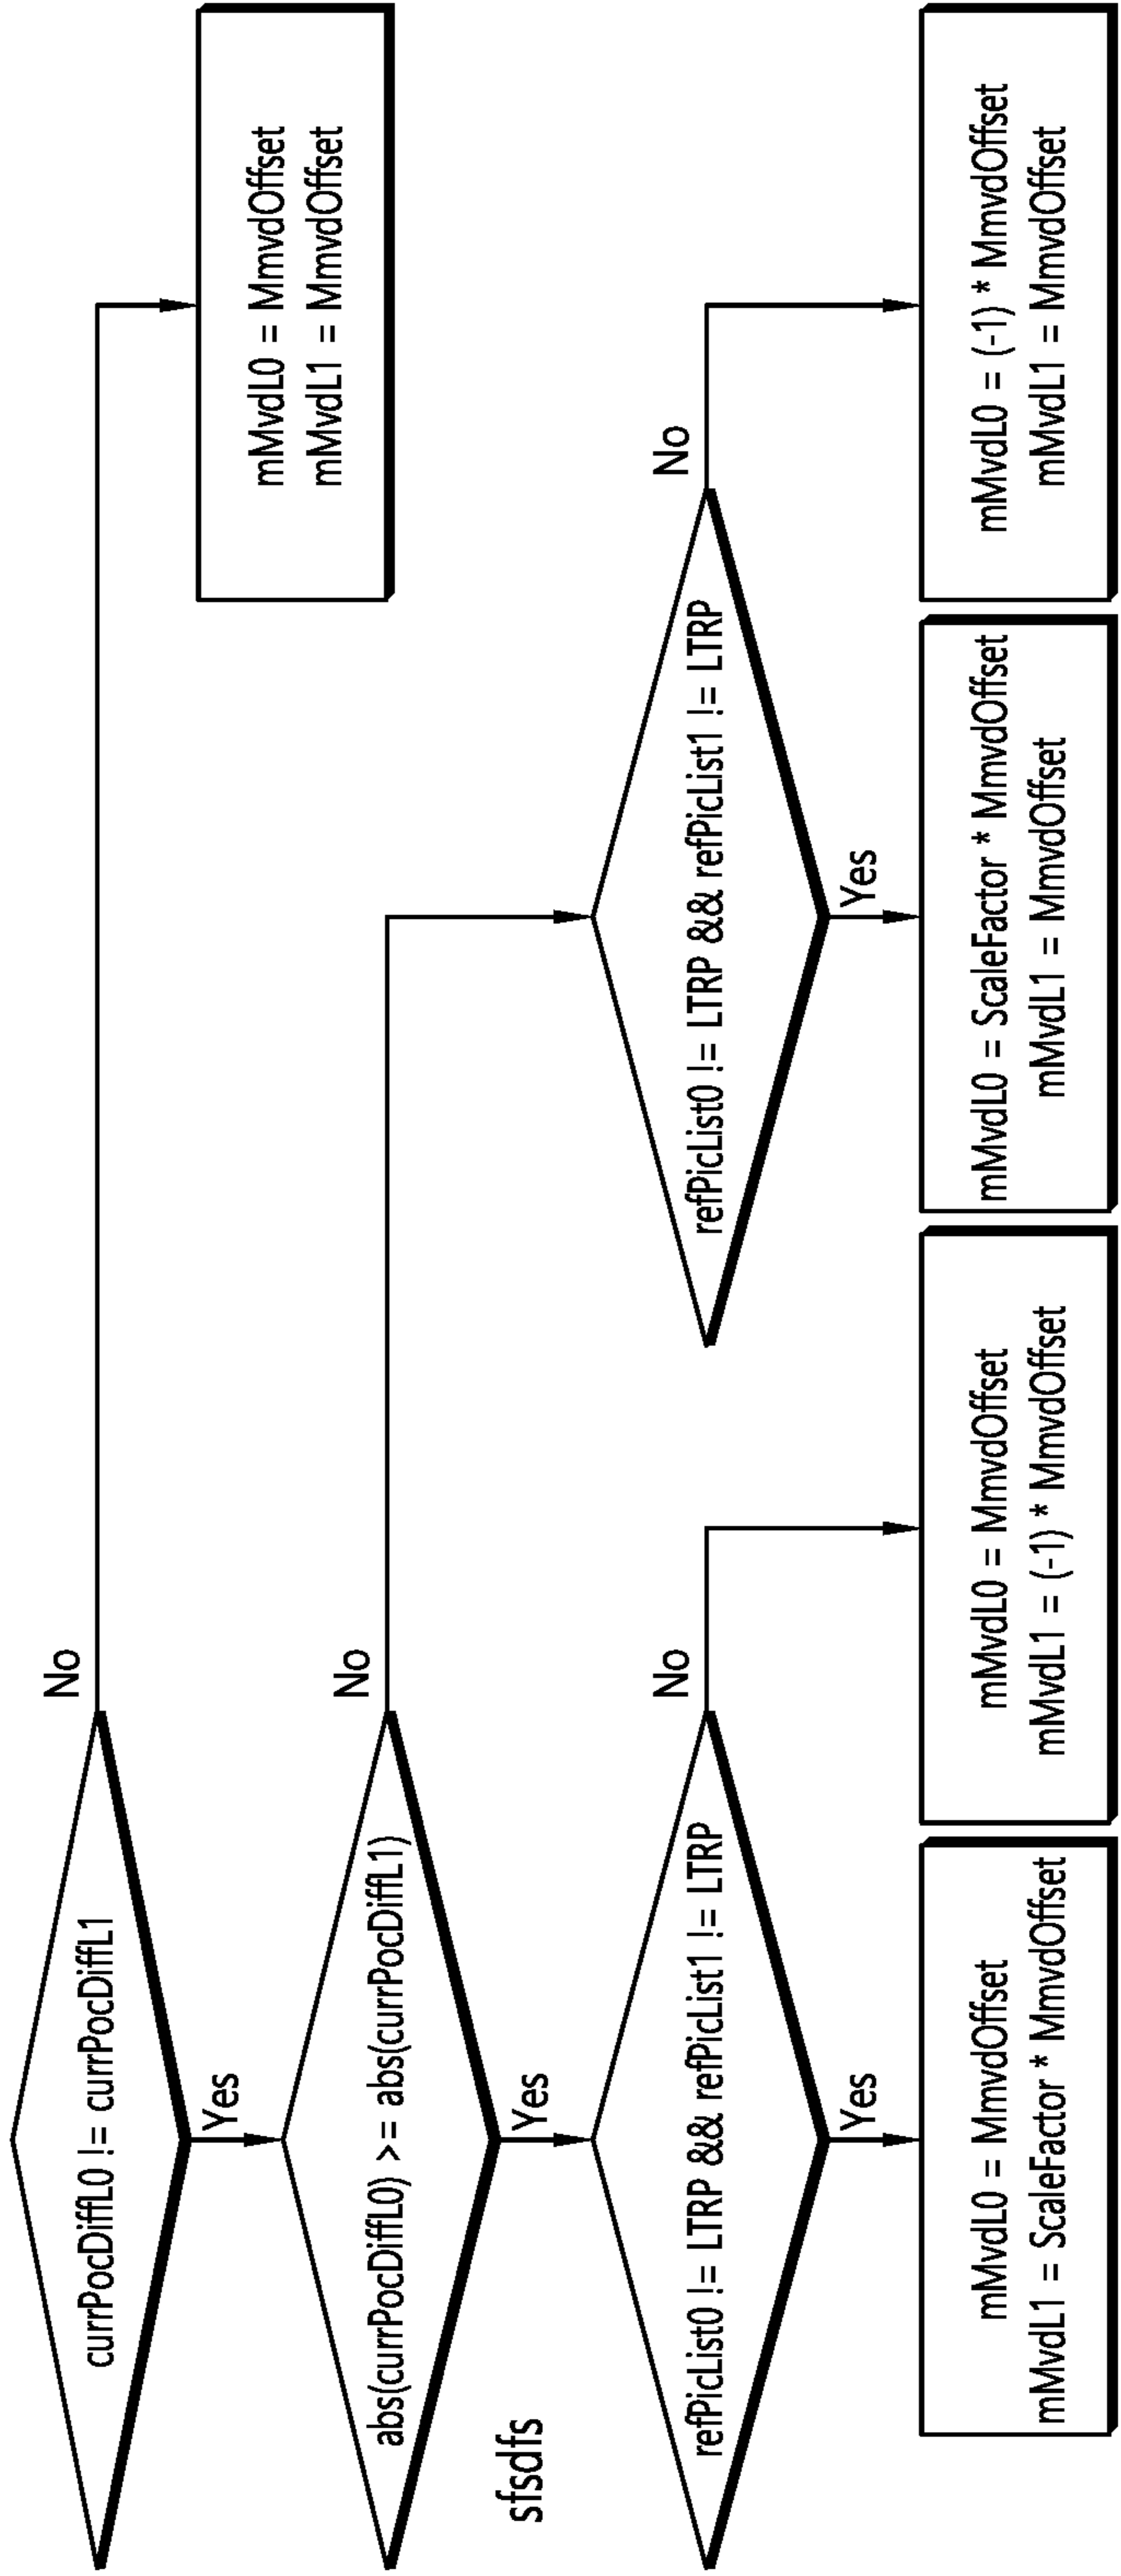 currPocDiffL0 != currPocDiffL1
No
mMvdL0 = MmvdOffset
mMvdL1 = MmvdOffset
Yes
abs(currPocDiffL0) >= abs(currPocDiffL1)
No
Yes
sfsdfs
refPicList0 != LTRP && refPicList1 != LTRP
No
refPicList0 != LTRP && refPicList1 != LTRP
No
Yes
Yes
mMvdL0 = MmvdOffset
mMvdL1 = ScaleFactor * MmvdOffset
mMvdL0 = MmvdOffset
mMvdL1 = (-1) * MmvdOffset
mMvdL0 = ScaleFactor * MmvdOffset
mMvdL1 = MmvdOffset
mMvdL0 = (-1) * MmvdOffset
mMvdL1 = MmvdOffset